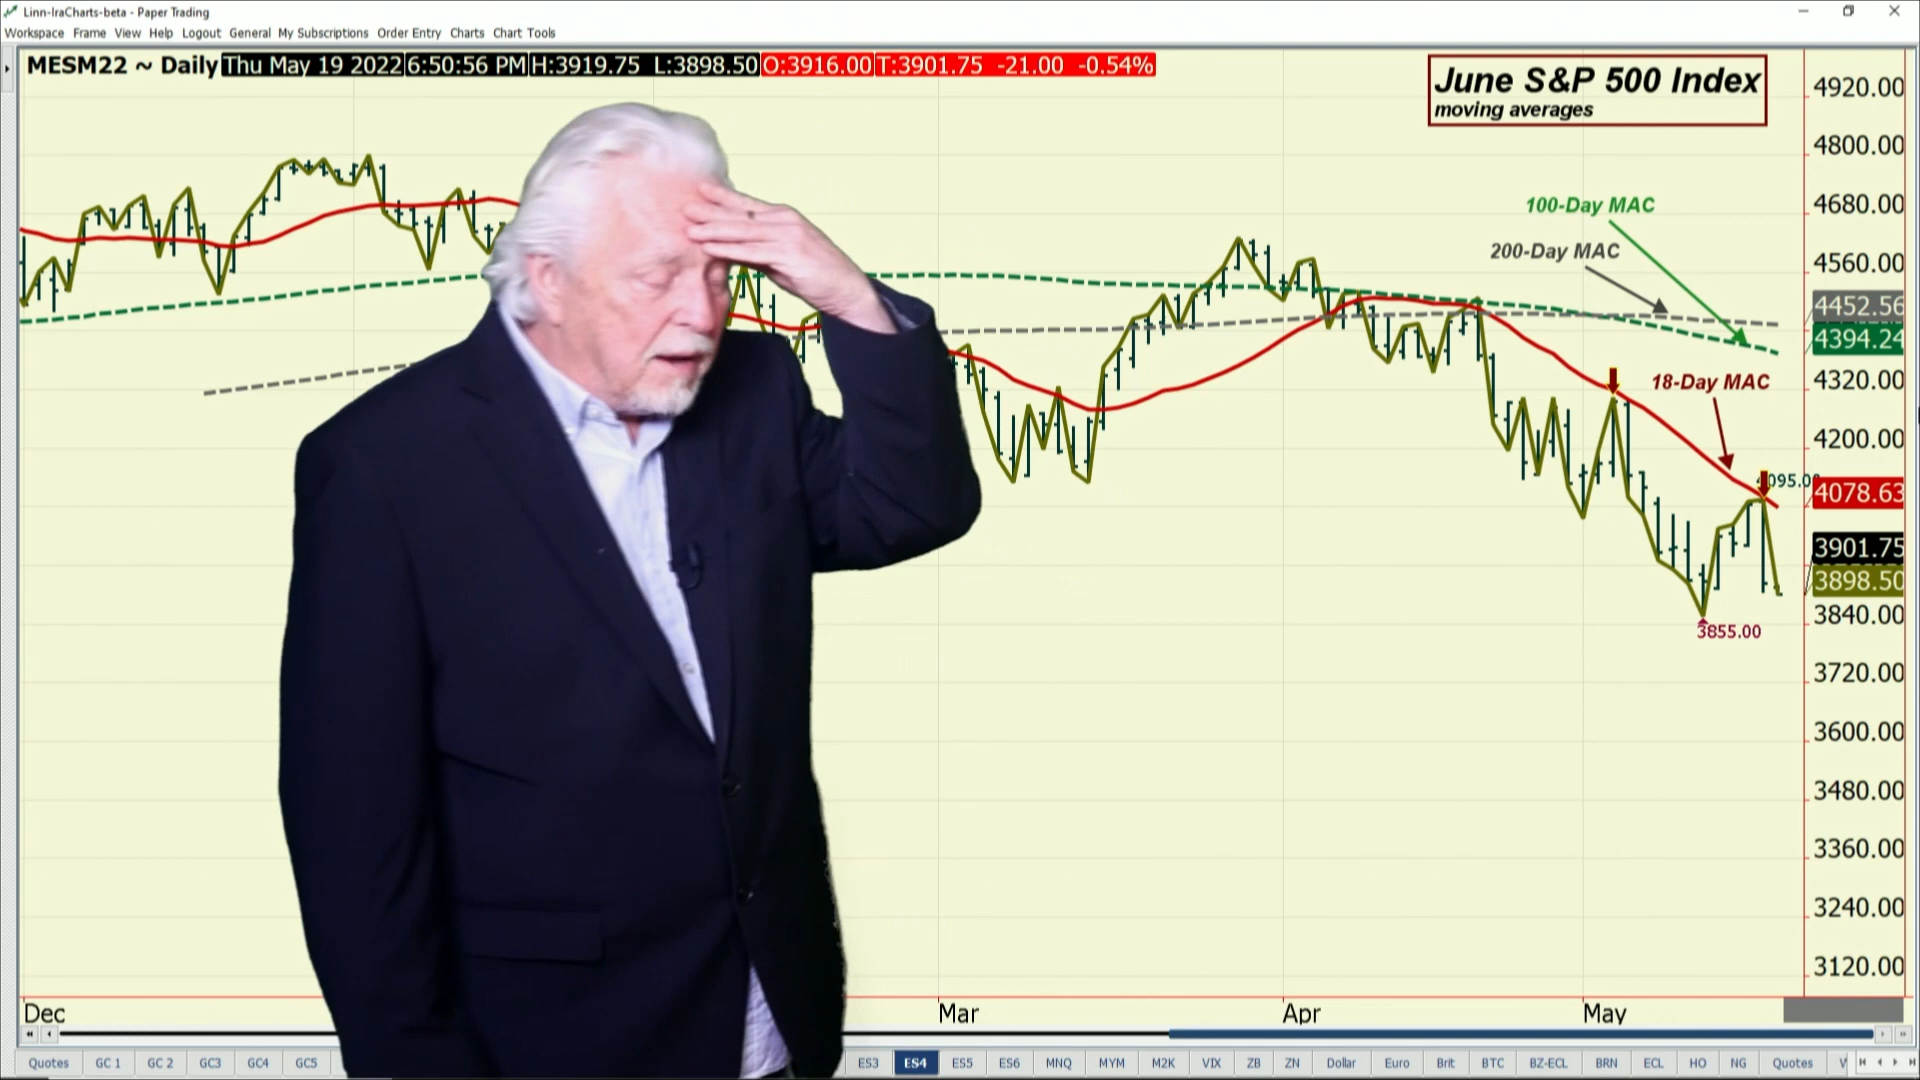 Linn-IraCharts-beta - Paper Trading
Workspace Frame View Help Logout General My Subscriptions Order Entry Charts Chart Tools
MESM22 ~ Daily Thu May 19 2022 6:50:56 PM H:3919.75 L:3898.50 O:3916.00 T:3901.75 -21.00 -0.54%
June S&P 500 Index
moving averages
4920.00
4800.00
100-Day MAC
4680.00
200-Day MAC
4560.00
4452.56
4394.24
18-Day MAC
4320.00
4200.00
4095.00
4078.63
3901.75
3898.50
3840.00
3855.00
3720.00
3600.00
3480.00
3360.00
3240.00
3120.00
Dec Mar Apr May
Quotes GC 1 GC 2 GC3 GC4 GC5 ES3 ES4 ES5 ES6 MNQ MYM M2K VIX ZB ZN Dollar Euro Brit BTC BZ-ECL BRN ECL HO NG Quotes